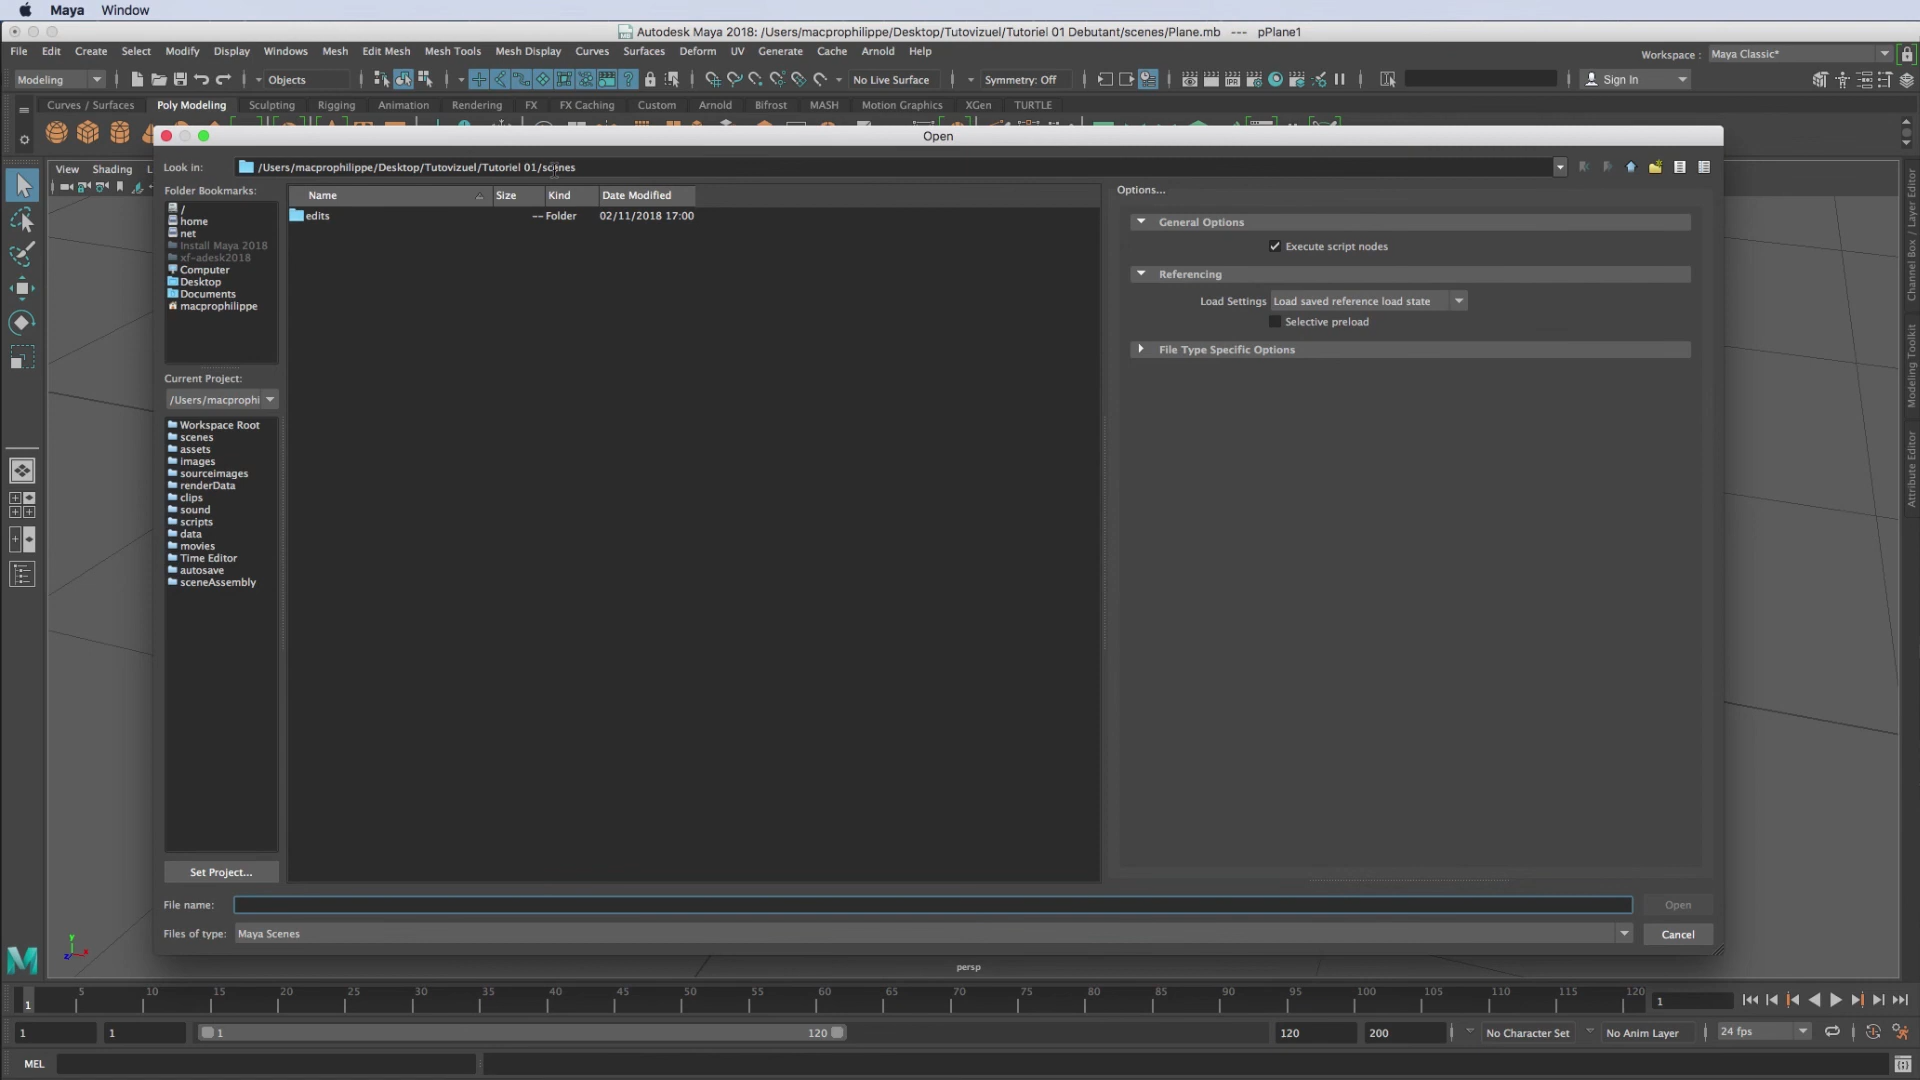 Maya Window
Autodesk Maya 2018: /Users/macprophilippe/Desktop/Tutovizuel/Tutoriel 01 Debutant/scenes/Plane.mb --- pPlane1
File Edit Create Select Modify Display Windows Mesh Edit Mesh Mesh Tools Mesh Display Curves Surfaces Deform UV Generate Cache Arnold Help
Workspace : Maya Classic*
Modeling Objects No Live Surface Symmetry: Off Sign In
Curves / Surfaces Poly Modeling Sculpting Rigging Animation Rendering FX FX Caching Custom Arnold Bifrost MASH Motion Graphics XGen TURTLE
Open
View Shading
Look in: /Users/macprophilippe/Desktop/Tutovizuel/Tutoriel 01/scenes
Folder Bookmarks:
/
home
net
Install Maya 2018
xf-adesk2018
Computer
Desktop
Documents
macprophilippe
Current Project:
/Users/macprophi
Workspace Root
scenes
assets
images
sourceimages
renderData
clips
sound
scripts
data
movies
Time Editor
autosave
sceneAssembly
Set Project...
Name Size Kind Date Modified
edits -- Folder 02/11/2018 17:00
Options...
General Options
Execute script nodes
Referencing
Load Settings Load saved reference load state
Selective preload
File Type Specific Options
File name: Open
Files of type: Maya Scenes Cancel
Channel Box / Layer Editor
Modeling Toolkit
Attribute Editor
persp
y
z x
1 5 10 15 20 25 30 35 40 45 50 55 60 65 70 75 80 85 90 95 100 105 110 115 120 1
1 1 1 120 120 200 No Character Set No Anim Layer 24 fps
MEL